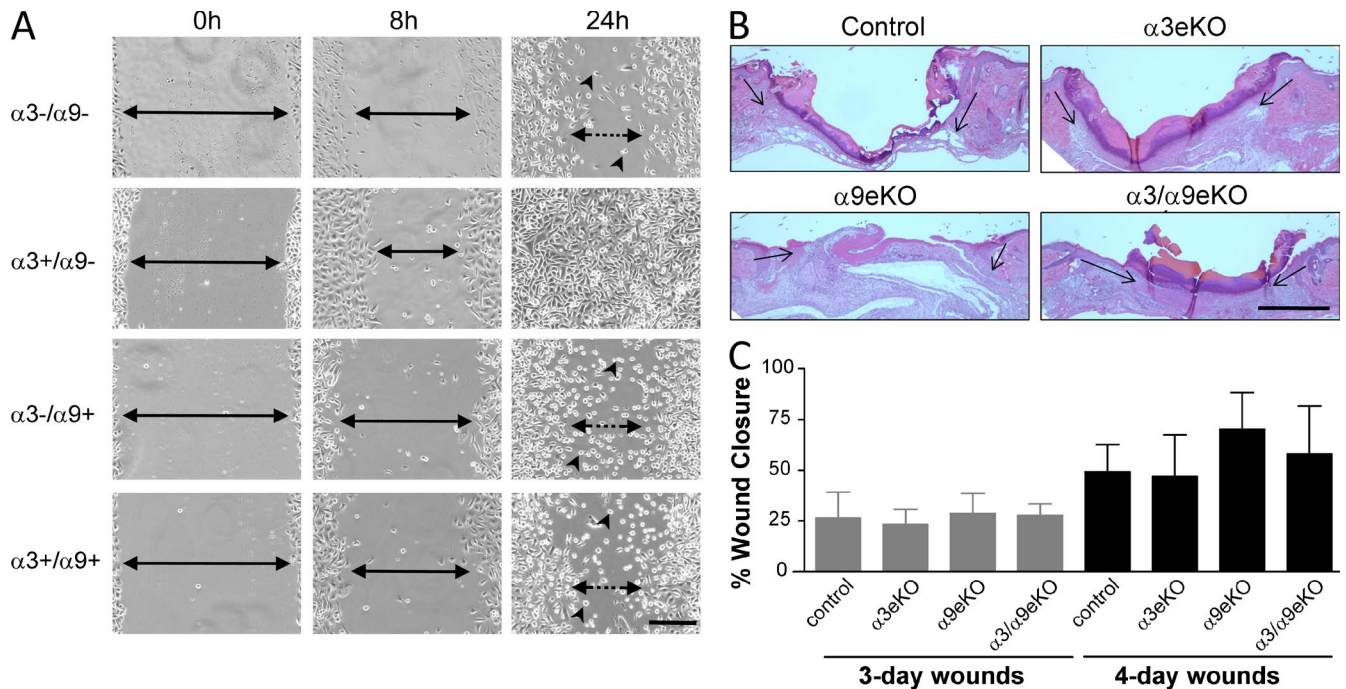 A
0h 8h 24h
α3-/α9-
α3+/α9-
α3-/α9+
α3+/α9+
B
Control α3eKO
α9eKO α3/α9eKO
C
% Wound Closure
100
75
50
25
0
control α3eKO α9eKO α3/α9eKO control α3eKO α9eKO α3/α9eKO
3-day wounds 4-day wounds